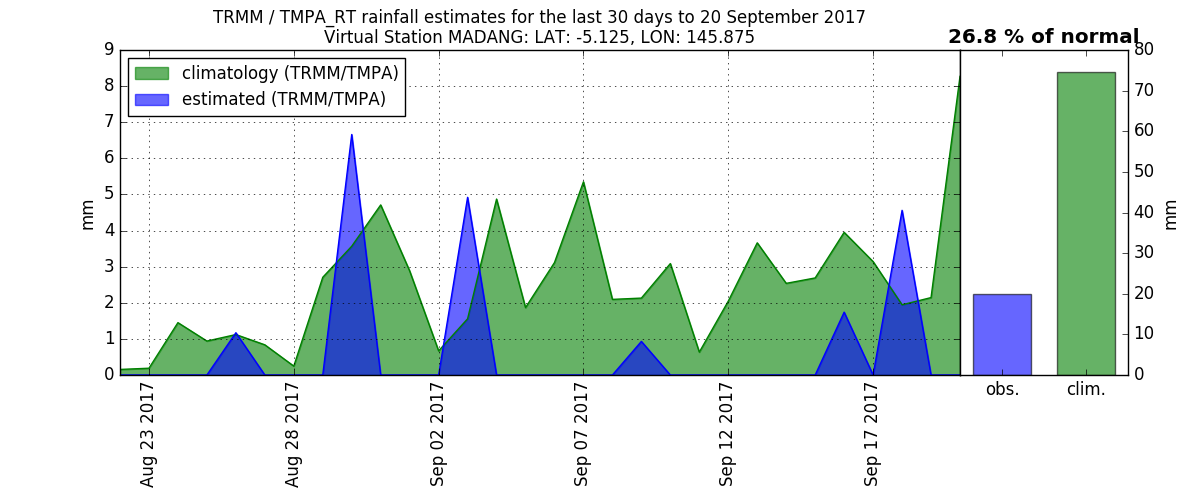 TRMM / TMPA_RT rainfall estimates for the last 30 days to 20 September 2017
Virtual Station MADANG: LAT: -5.125, LON: 145.875
26.8 % of normal
climatology (TRMM/TMPA)
estimated (TRMM/TMPA)
9
8
7
6
5
4
3
2
1
0
mm
Aug 23 2017
Aug 28 2017
Sep 02 2017
Sep 07 2017
Sep 12 2017
Sep 17 2017
80
70
60
50
40
30
20
10
0
mm
obs.
clim.